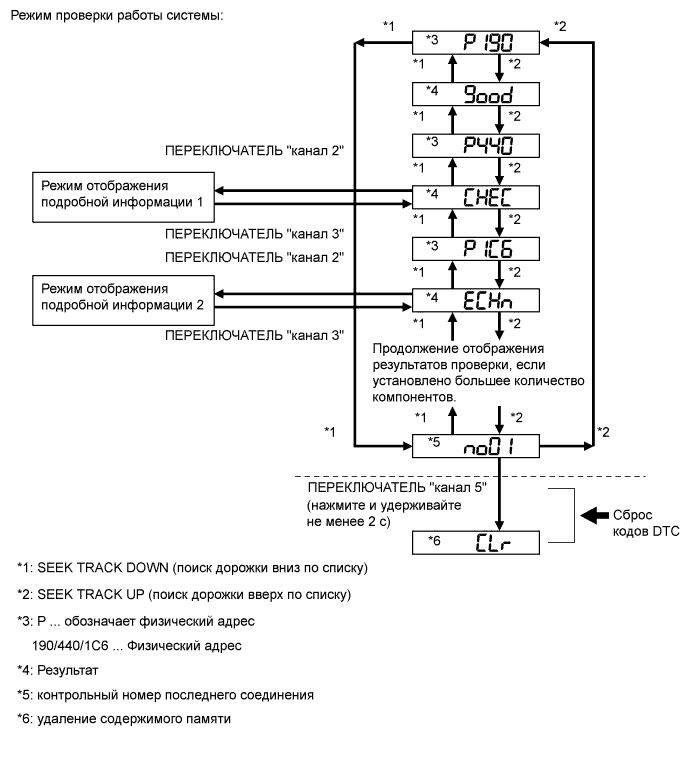 Режим проверки работы системы:
*1
*2
*3 P190
*1
*2
*4 good
*1
*2
ПЕРЕКЛЮЧАТЕЛЬ "канал 2"
*3 P440
*1
*2
Режим отображения
подробной информации 1
*4 CHEC
*1
*2
ПЕРЕКЛЮЧАТЕЛЬ "канал 3"
ПЕРЕКЛЮЧАТЕЛЬ "канал 2"
*3 P1C6
*1
*2
Режим отображения
подробной информации 2
*4 ECHn
*1
*2
ПЕРЕКЛЮЧАТЕЛЬ "канал 3"
Продолжение отображения
результатов проверки, если
установлено большее количество
компонентов.
*1
*2
*1
*2
*5 no01
ПЕРЕКЛЮЧАТЕЛЬ "канал 5"
(нажмите и удерживайте
не менее 2 с)
Сброс
кодов DTC
*6 CLr
*1: SEEK TRACK DOWN (поиск дорожки вниз по списку)
*2: SEEK TRACK UP (поиск дорожки вверх по списку)
*3: P ... обозначает физический адрес
190/440/1C6 ... Физический адрес
*4: Результат
*5: контрольный номер последнего соединения
*6: удаление содержимого памяти